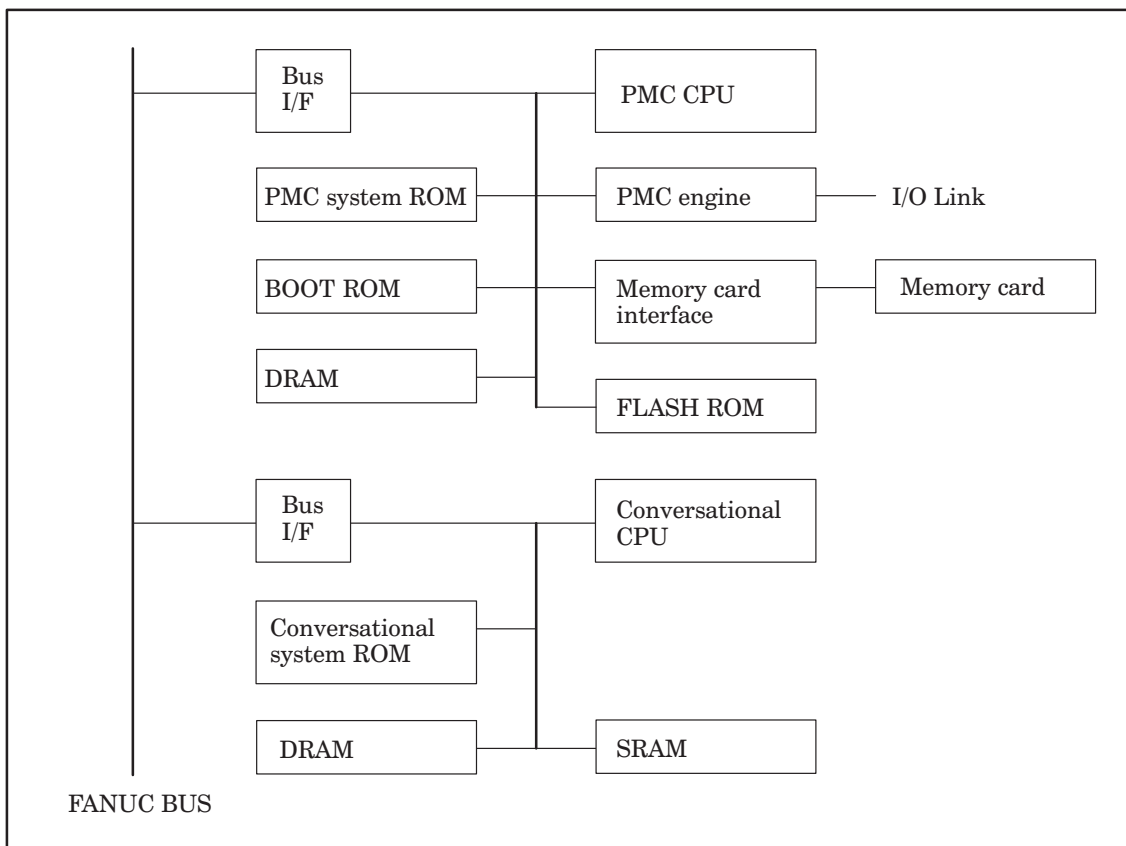 Bus
I/F
PMC CPU
PMC system ROM
PMC engine
I/O Link
BOOT ROM
Memory card
interface
Memory card
DRAM
FLASH ROM
Bus
I/F
Conversational
CPU
Conversational
system ROM
DRAM
SRAM
FANUC BUS